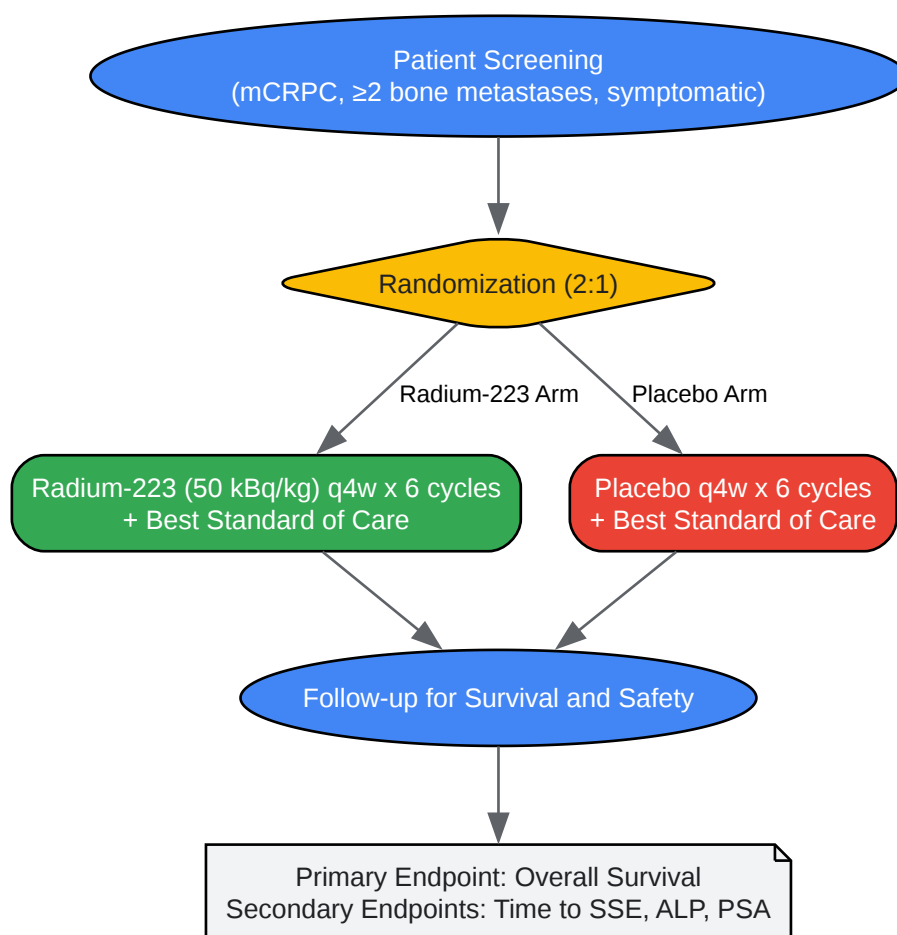 Patient Screening
(mCRPC, ≥2 bone metastases, symptomatic)
Randomization (2:1)
Radium-223 Arm
Placebo Arm
Radium-223 (50 kBq/kg) q4w x 6 cycles
+ Best Standard of Care
Placebo q4w x 6 cycles
+ Best Standard of Care
Follow-up for Survival and Safety
Primary Endpoint: Overall Survival
Secondary Endpoints: Time to SSE, ALP, PSA